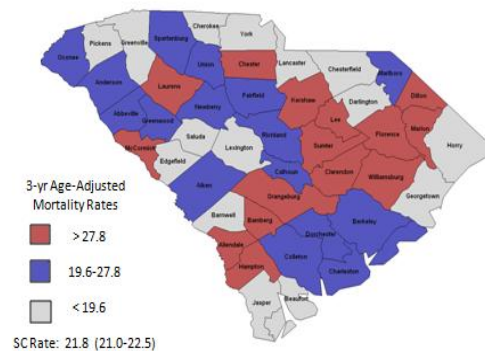 Cherokee
York
Spartanburg
Greenville
Pickens
Oconee
Union
Chester
Lancaster
Chesterfield
Marlboro
Anderson
Laurens
Fairfield
Kershaw
Darlington
Dillon
Abbeville
Greenwood
Newberry
Lee
Florence
Marion
Horry
McCormick
Saluda
Lexington
Richland
Sumter
Edgefield
Calhoun
Clarendon
Williamsburg
Georgetown
Aiken
Orangeburg
Barnwell
Bamberg
Berkeley
Dorchester
Allendale
Colleton
Charleston
Hampton
Jasper
Beaufort
3-yr Age-Adjusted
Mortality Rates
>27.8
19.6-27.8
<19.6
SC Rate: 21.8 (21.0-22.5)